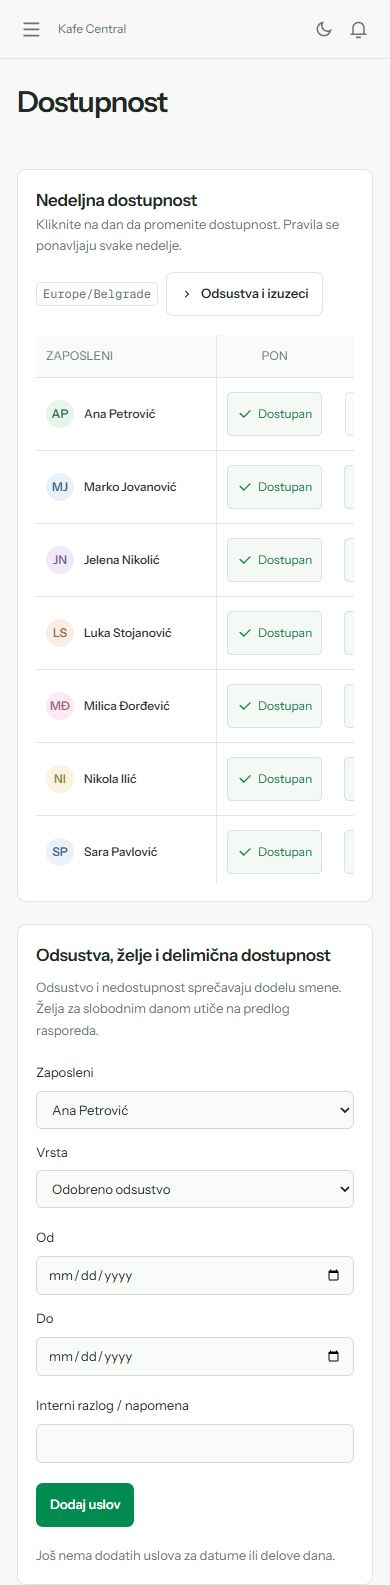 Kafe Central
Dostupnost
Nedeljna dostupnost
Kliknite na dan da promenite dostupnost. Pravila se
ponavljaju svake nedelje.
Europe/Belgrade
Odsustva i izuzeci
ZAPOSLENI PON
AP Ana Petrović Dostupan
MJ Marko Jovanović Dostupan
JN Jelena Nikolić Dostupan
LS Luka Stojanović Dostupan
MĐ Milica Đorđević Dostupan
NI Nikola Ilić Dostupan
SP Sara Pavlović Dostupan
Odsustva, želje i delimična dostupnost
Odsustvo i nedostupnost sprečavaju dodelu smene.
Želja za slobodnim danom utiče na predlog
rasporeda.
Zaposleni
Ana Petrović
Vrsta
Odobreno odsustvo
Od
mm/dd/yyyy
Do
mm/dd/yyyy
Interni razlog / napomena
Dodaj uslov
Još nema dodatih uslova za datume ili delove dana.